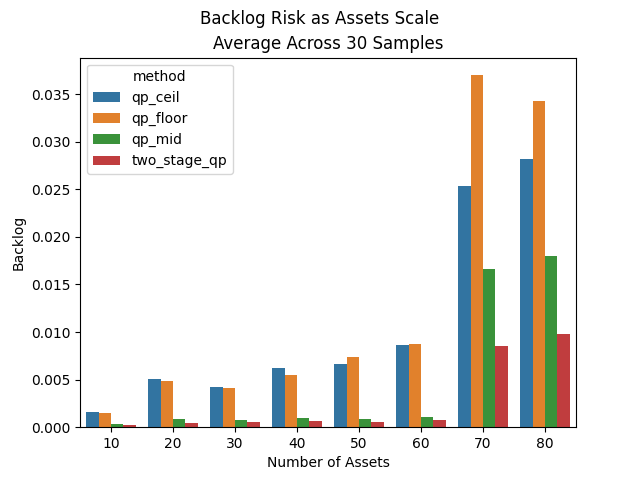 Backlog Risk as Assets Scale
Average Across 30 Samples
method
qp_ceil
qp_floor
qp_mid
two_stage_qp
0.035
0.030
0.025
0.020
0.015
0.010
0.005
0.000
Backlog
10 20 30 40 50 60 70 80
Number of Assets